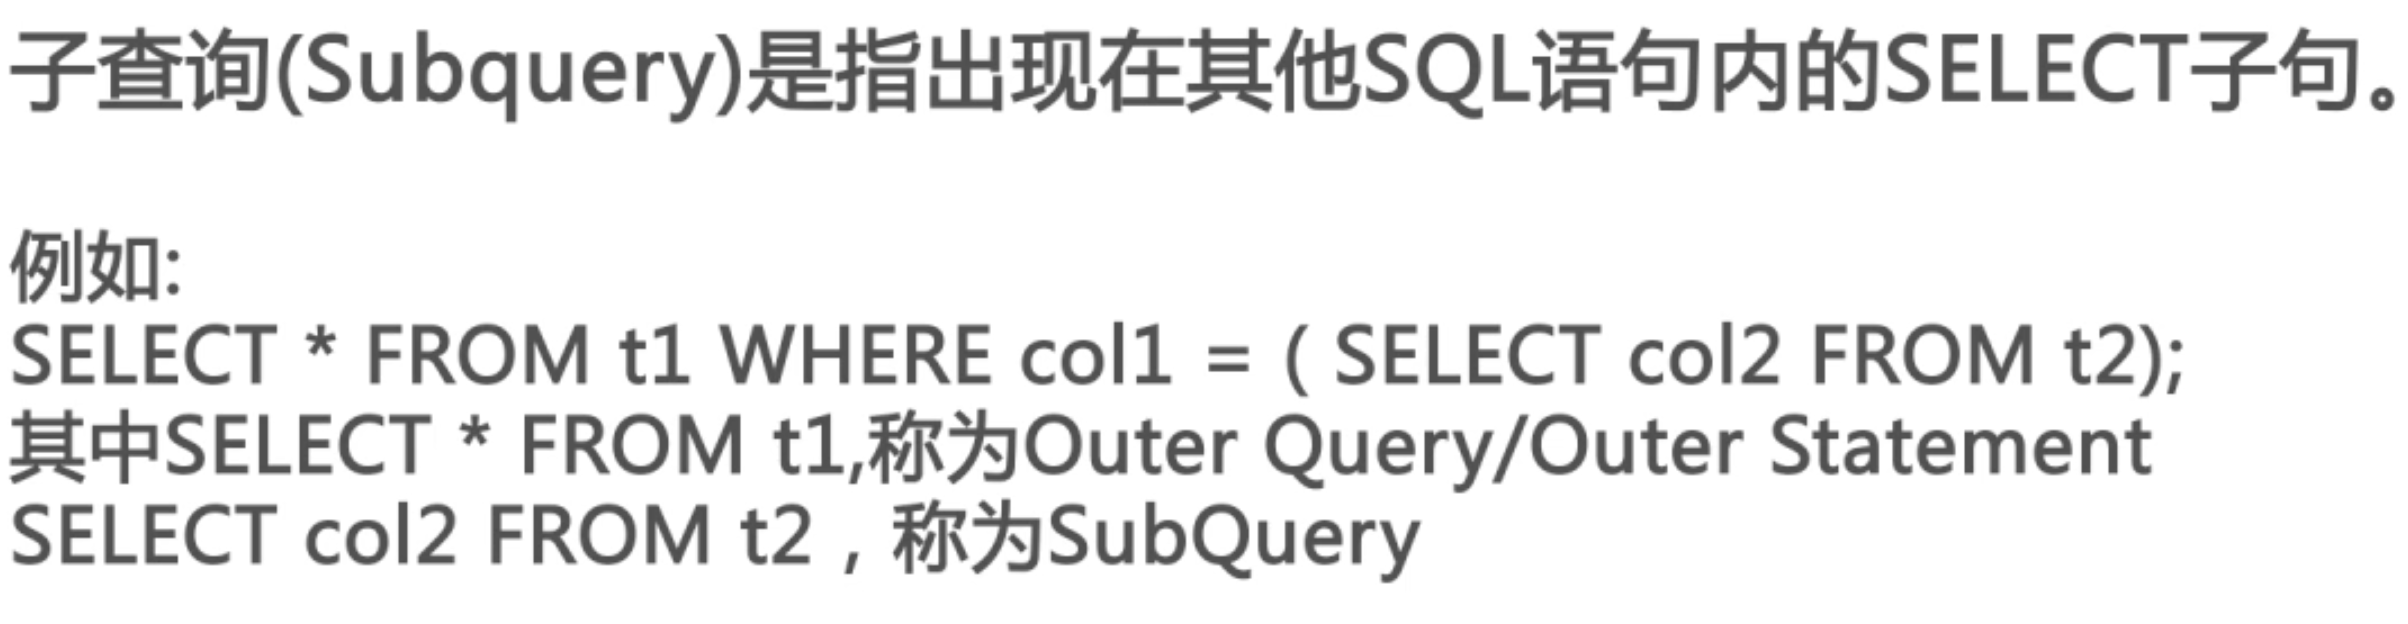 子查询(Subquery)是指出现在其他SQL语句内的SELECT子句。
例如:
SELECT * FROM t1 WHERE col1 = ( SELECT col2 FROM t2);
其中SELECT * FROM t1,称为Outer Query/Outer Statement
SELECT col2 FROM t2 , 称为SubQuery